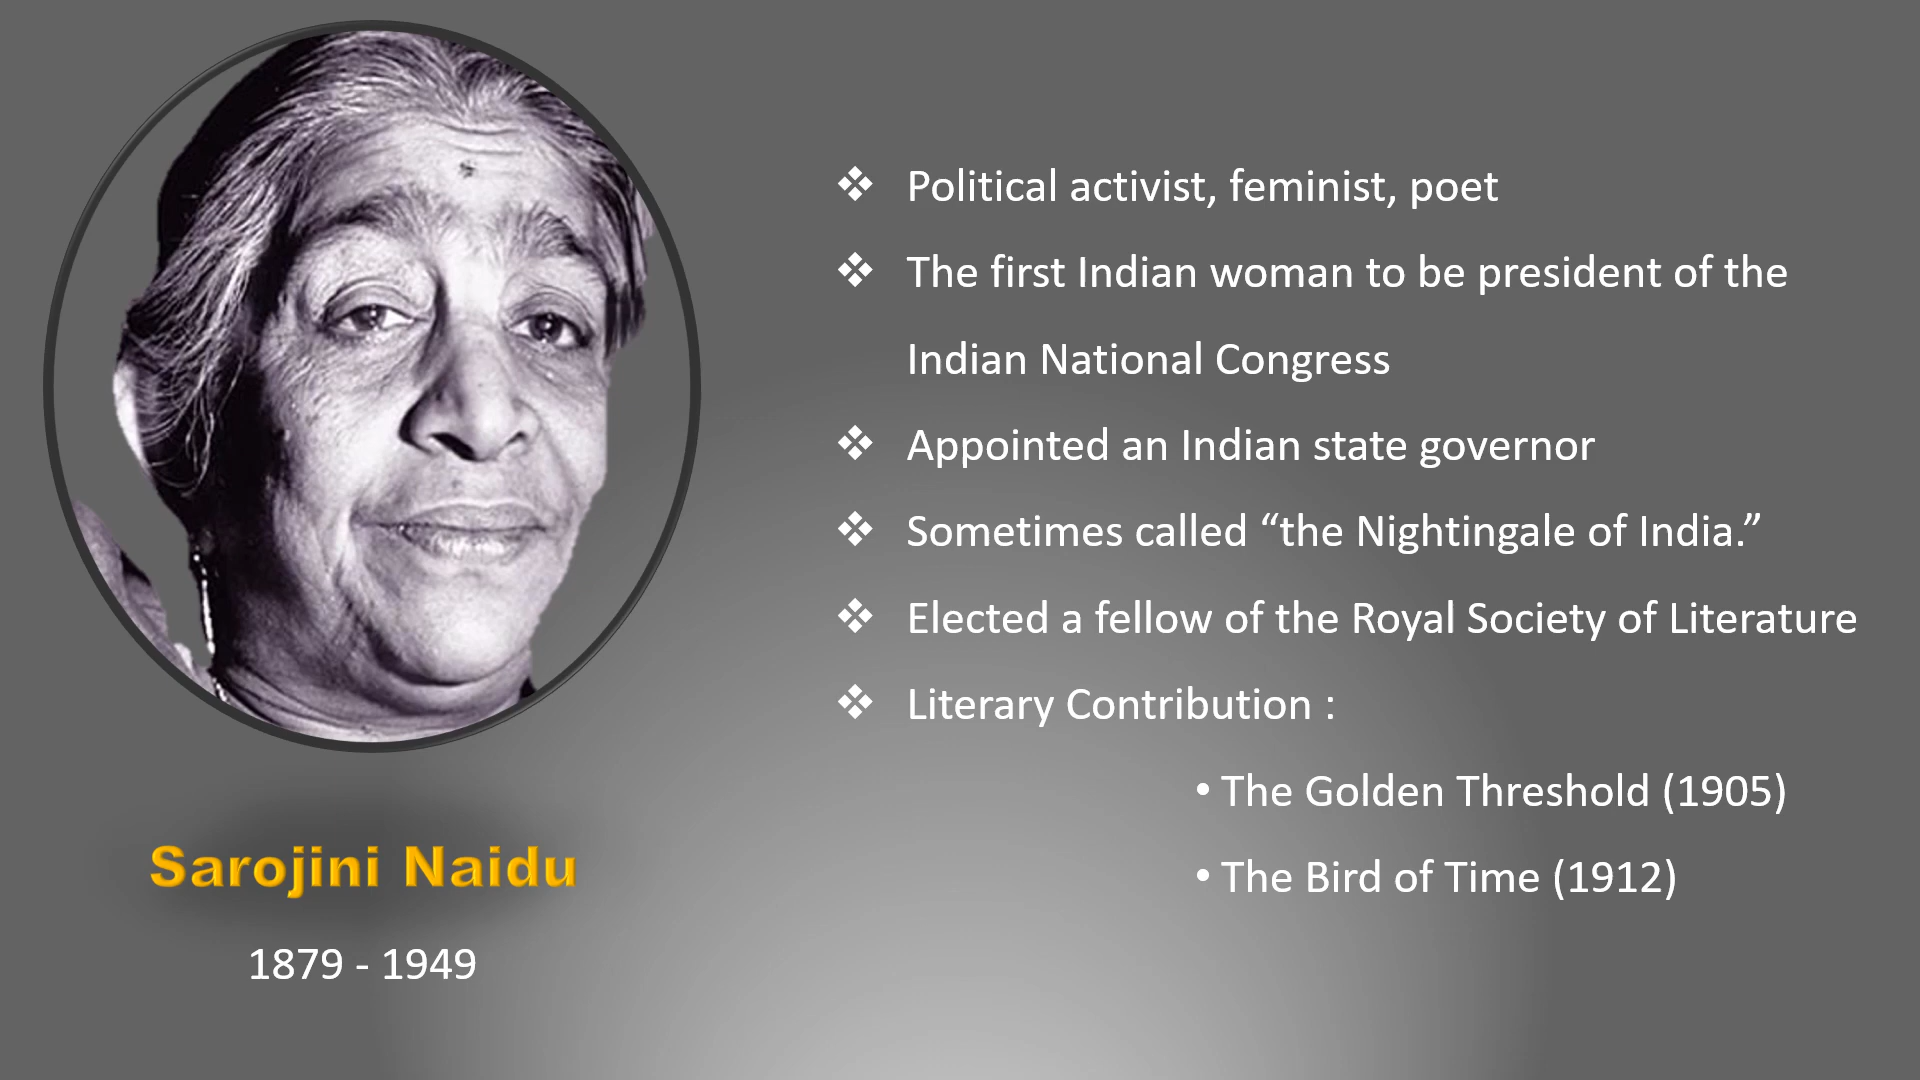 Sarojini Naidu
1879 - 1949
❖ Political activist, feminist, poet
❖ The first Indian woman to be president of the
Indian National Congress
❖ Appointed an Indian state governor
❖ Sometimes called “the Nightingale of India.”
❖ Elected a fellow of the Royal Society of Literature
❖ Literary Contribution :
• The Golden Threshold (1905)
• The Bird of Time (1912)